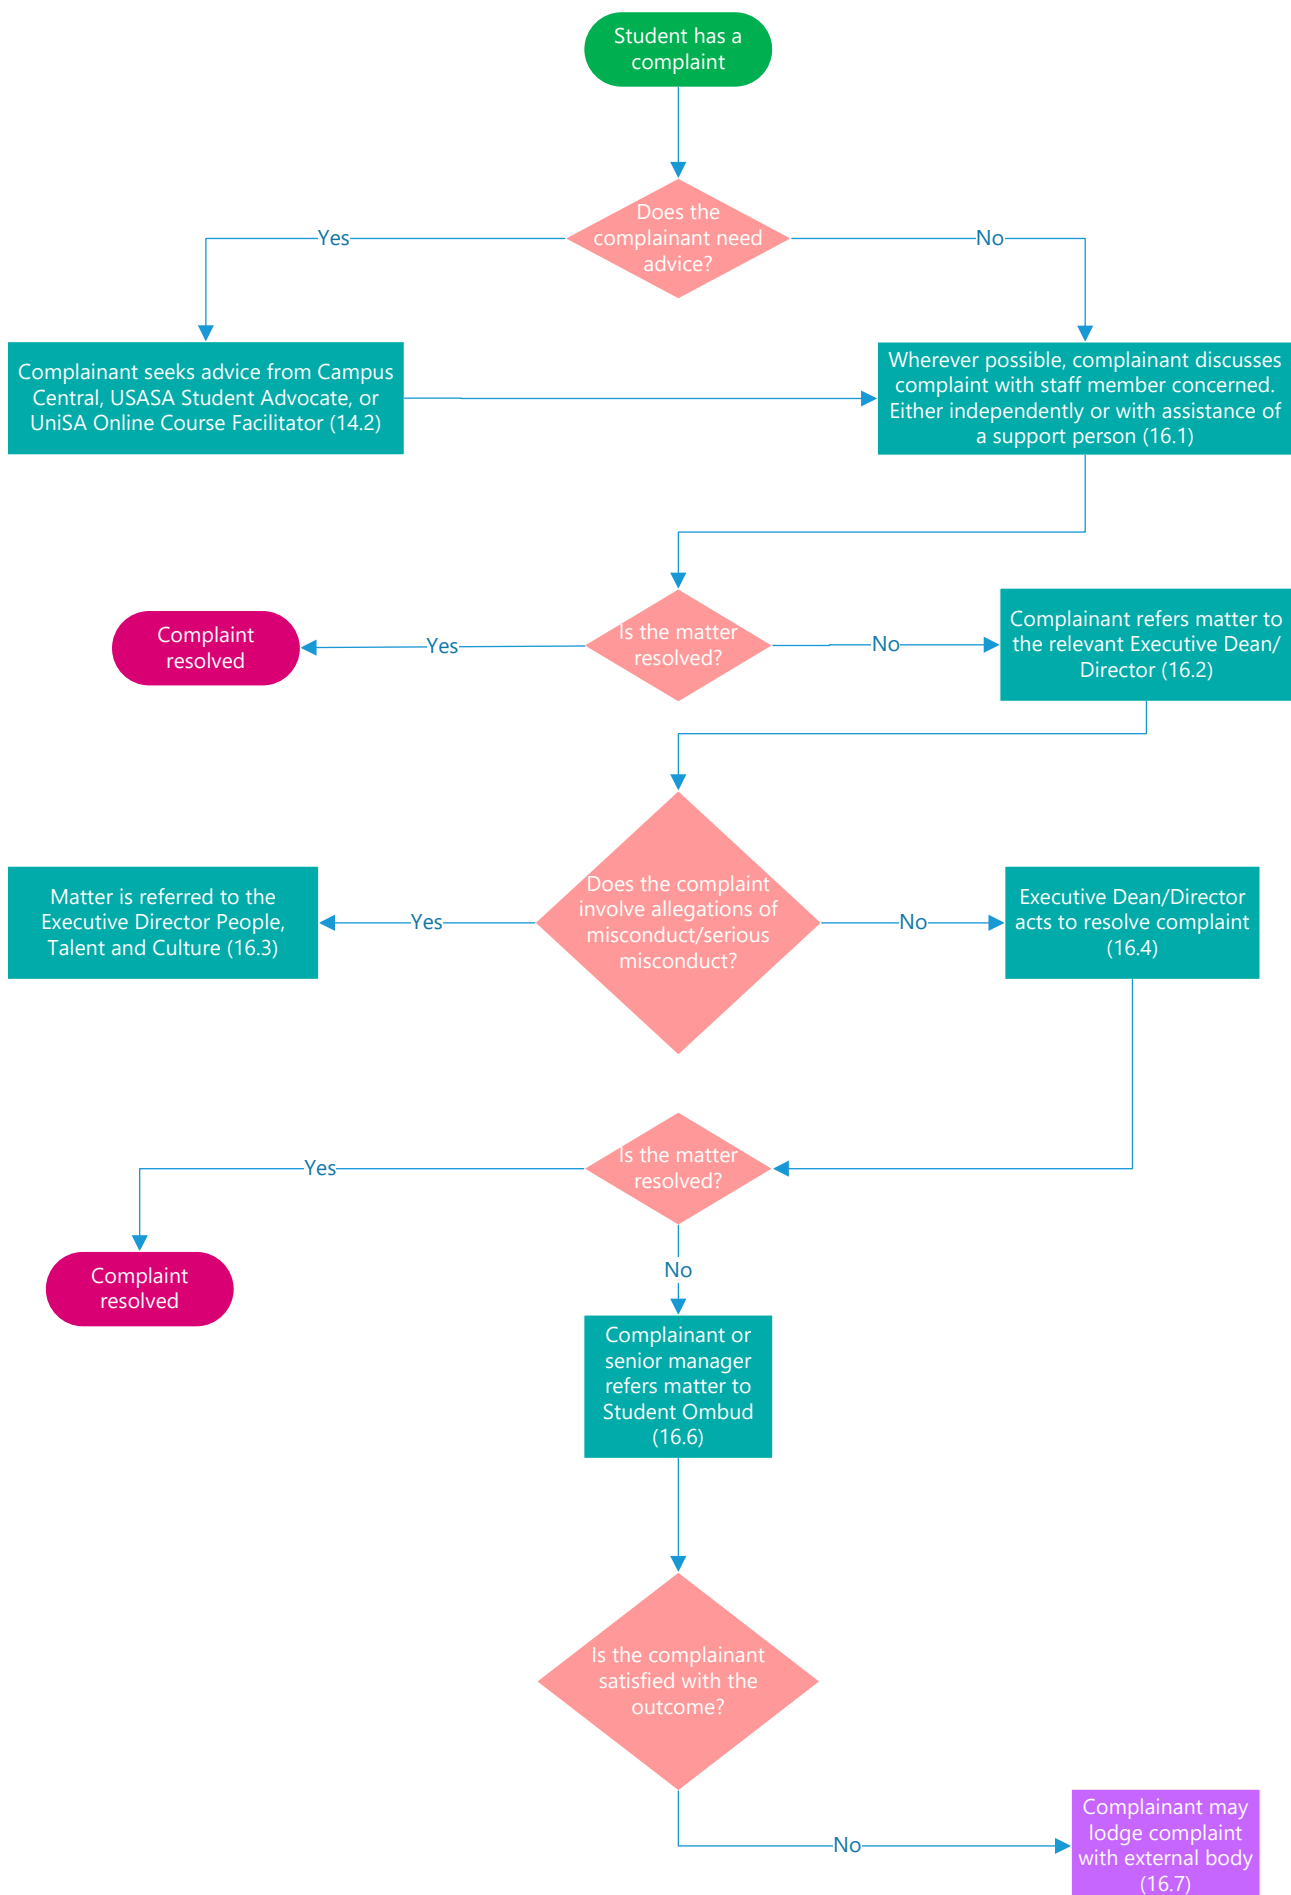 Student has a
complaint
Does the
complainant need
advice?
Yes
No
Complainant seeks advice from Campus
Central, USASA Student Advocate, or
UniSA Online Course Facilitator (14.2)
Wherever possible, complainant discusses
complaint with staff member concerned.
Either independently or with assistance of
a support person (16.1)
Complaint
resolved
Yes
Is the matter
resolved?
No
Complainant refers matter to
the relevant Executive Dean/
Director (16.2)
Matter is referred to the
Executive Director People,
Talent and Culture (16.3)
Yes
Does the complaint
involve allegations of
misconduct/serious
misconduct?
No
Executive Dean/Director
acts to resolve complaint
(16.4)
Yes
Is the matter
resolved?
Complaint
resolved
No
Complainant or
senior manager
refers matter to
Student Ombud
(16.6)
Is the complainant
satisfied with the
outcome?
No
Complainant may
lodge complaint
with external body
(16.7)